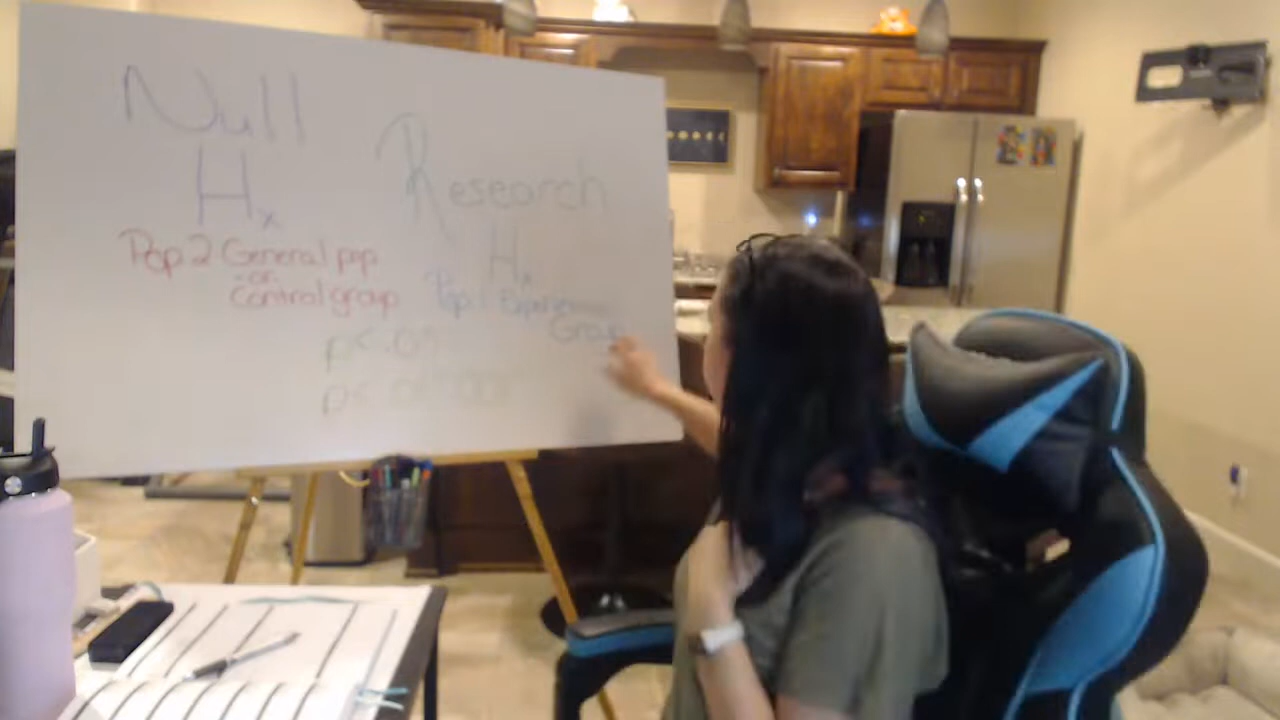 Null
Hx
Pop 2 General pop
-or-
control group
p<.05
Research
Hx
Pop 1
Group